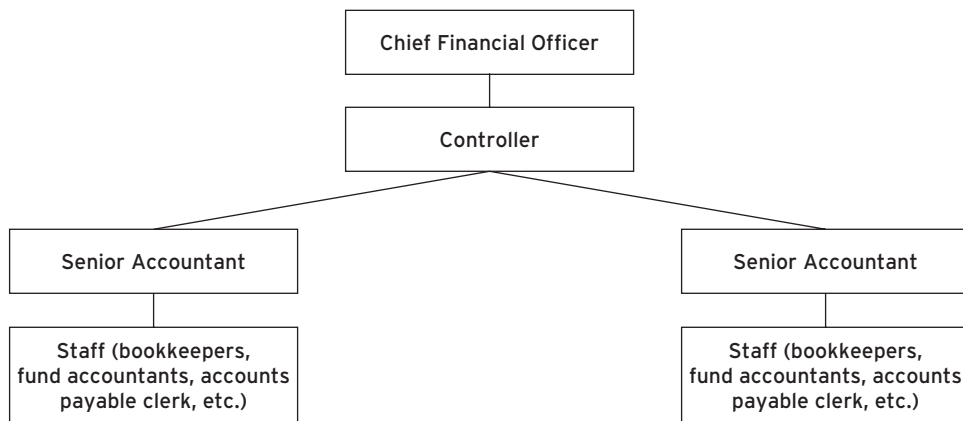 Chief Financial Officer
Controller
Senior Accountant
Senior Accountant
Staff (bookkeepers,
fund accountants, accounts
payable clerk, etc.)
Staff (bookkeepers,
fund accountants, accounts
payable clerk, etc.)